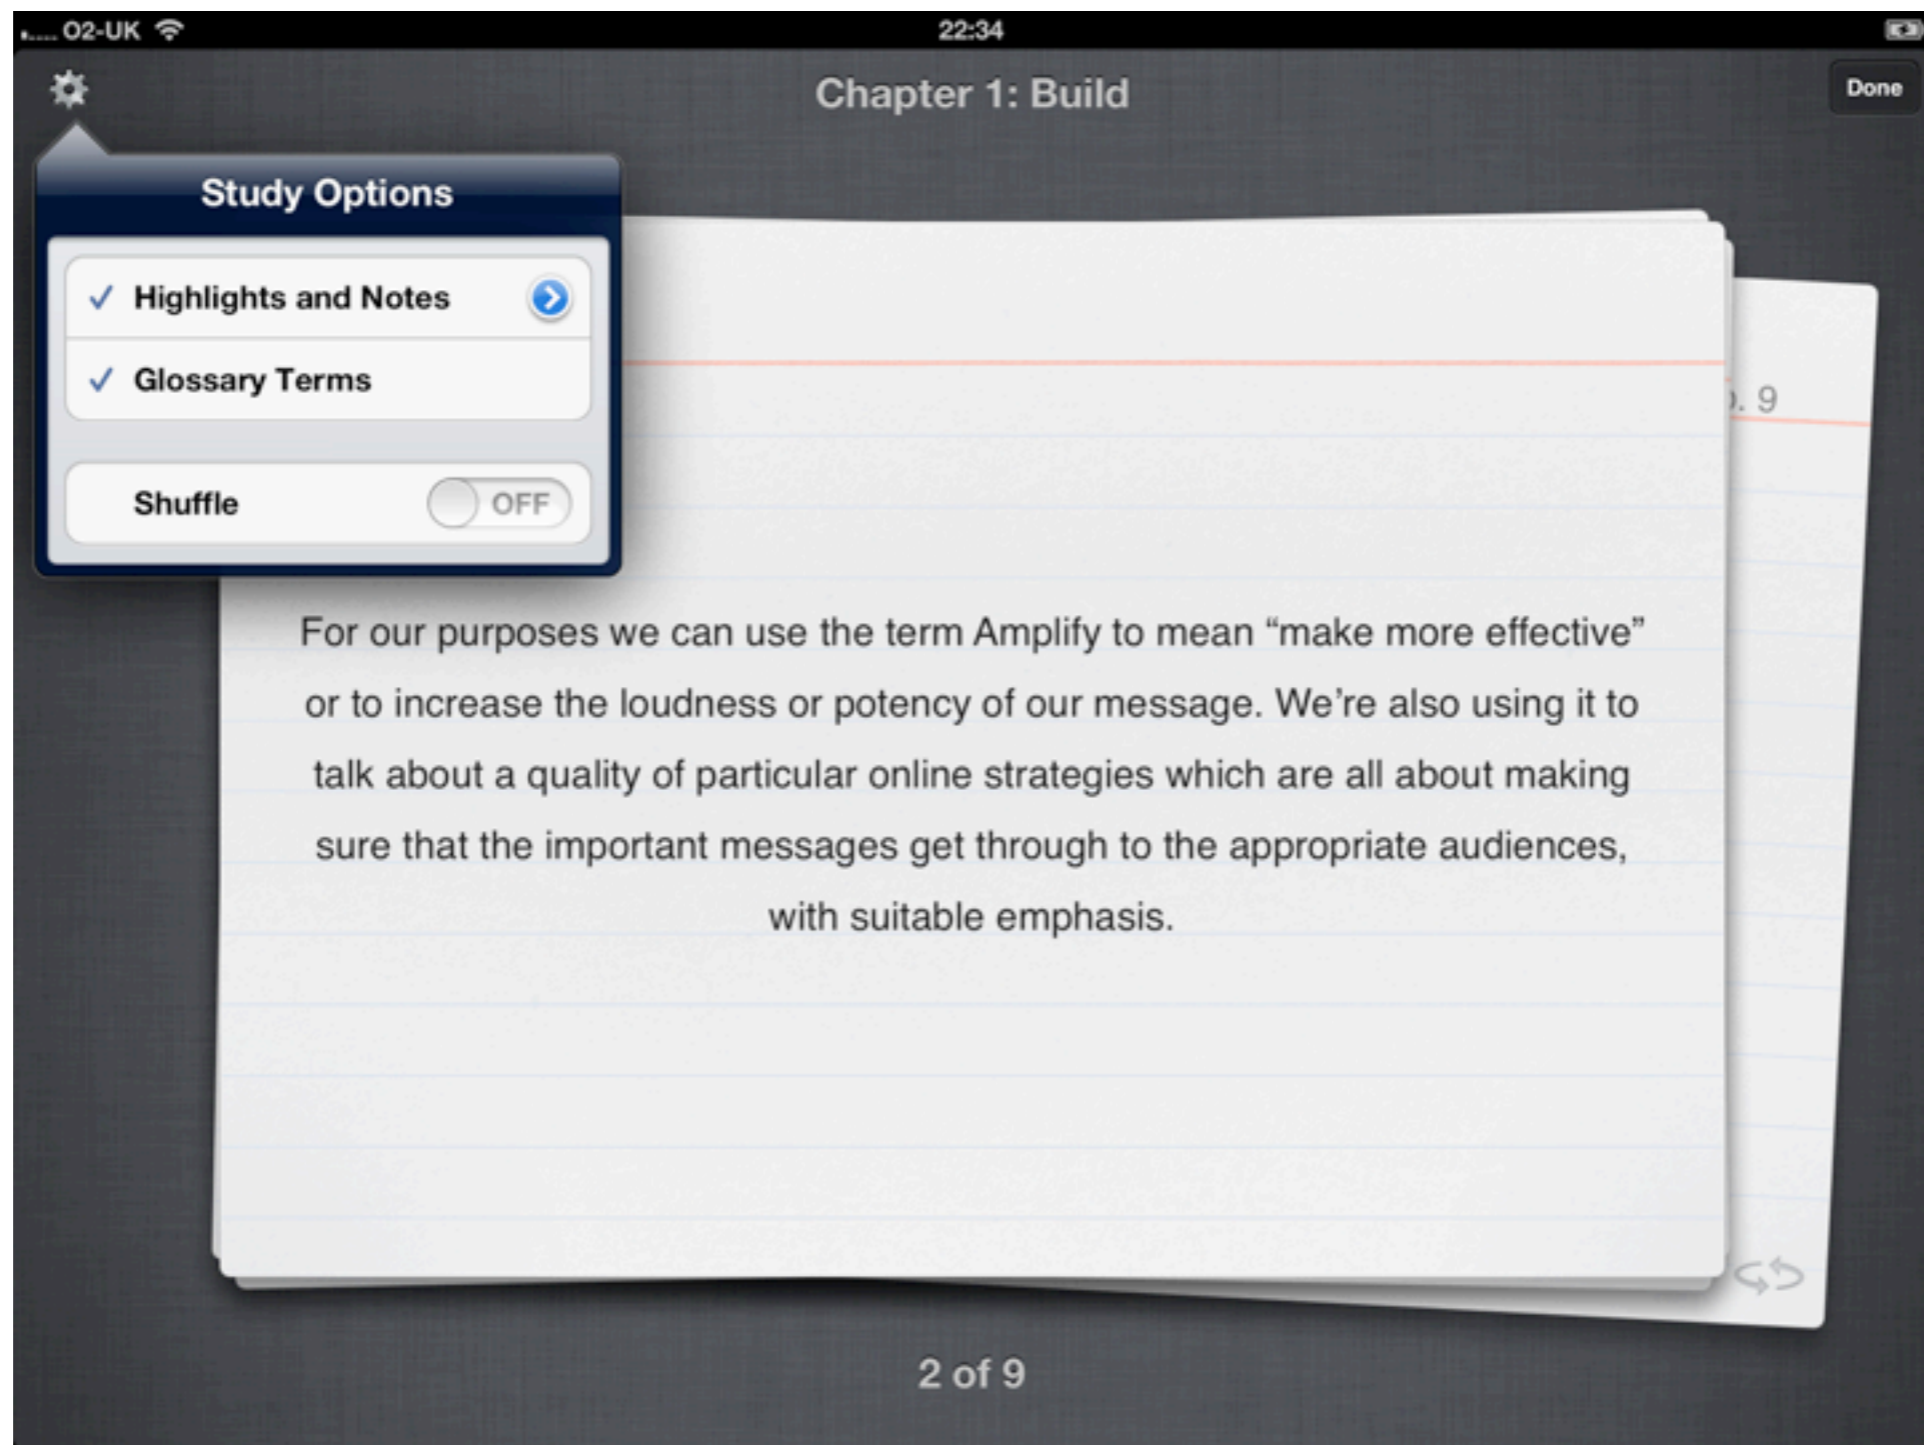 O2-UK
22:34
Chapter 1: Build
Done
Study Options
Highlights and Notes
Glossary Terms
Shuffle
OFF
. 9
For our purposes we can use the term Amplify to mean “make more effective”
or to increase the loudness or potency of our message. We’re also using it to
talk about a quality of particular online strategies which are all about making
sure that the important messages get through to the appropriate audiences,
with suitable emphasis.
2 of 9